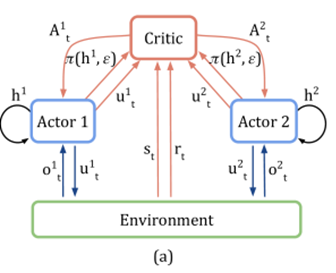 A¹ₜ Critic A²ₜ
π(h¹, ε) π(h², ε)
h¹ u¹ₜ u²ₜ h²
Actor 1 Actor 2
o¹ₜ u¹ₜ sₜ rₜ u²ₜ o²ₜ
Environment
(a)